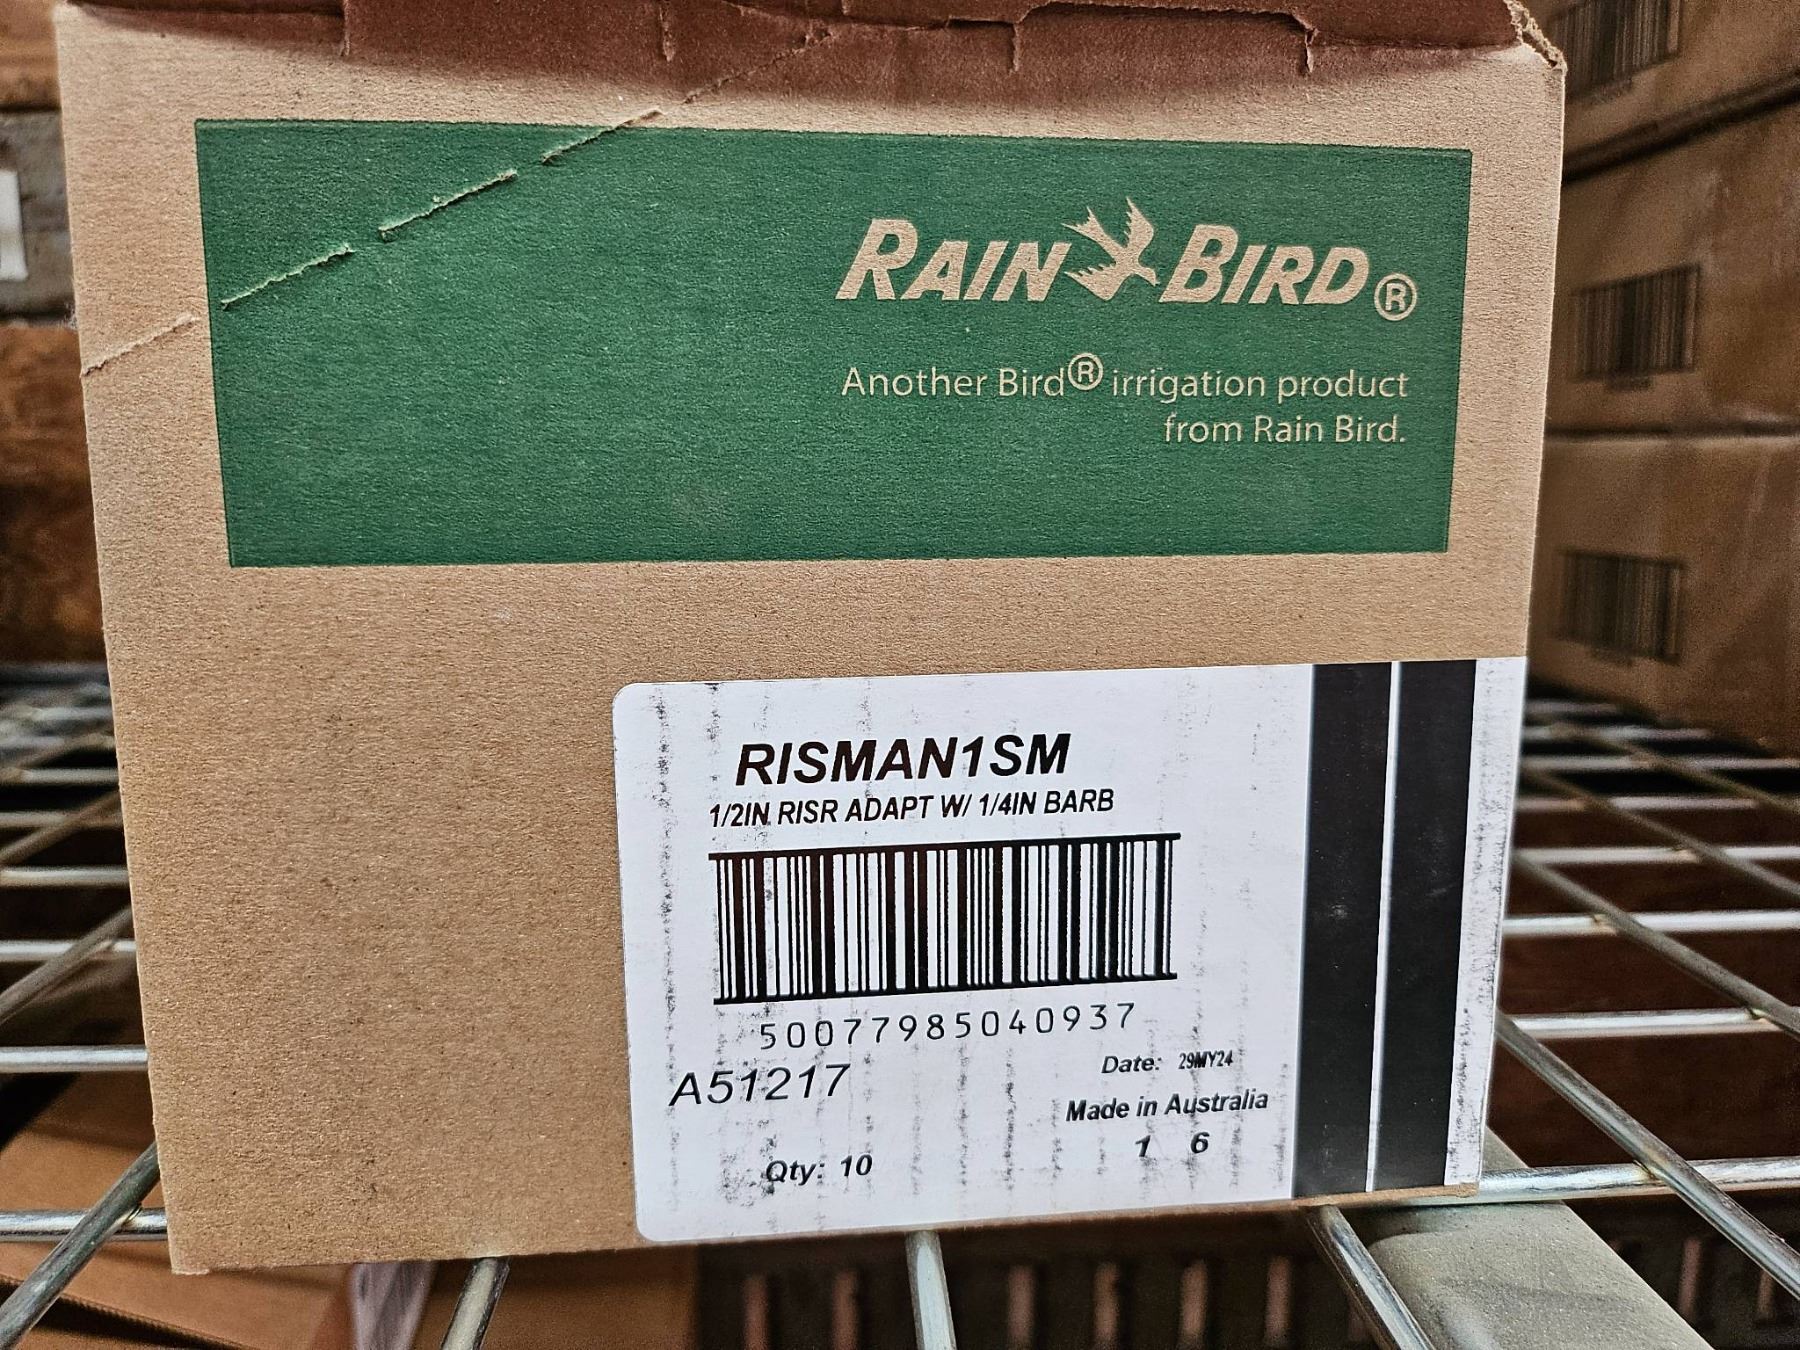 RAIN BIRD®
Another Bird® irrigation product
from Rain Bird.
RISMAN1SM
1/2IN RISR ADAPT W/ 1/4IN BARB
50077985040937
A51217
Date: 29MY24
Made in Australia
1 6
Qty: 10